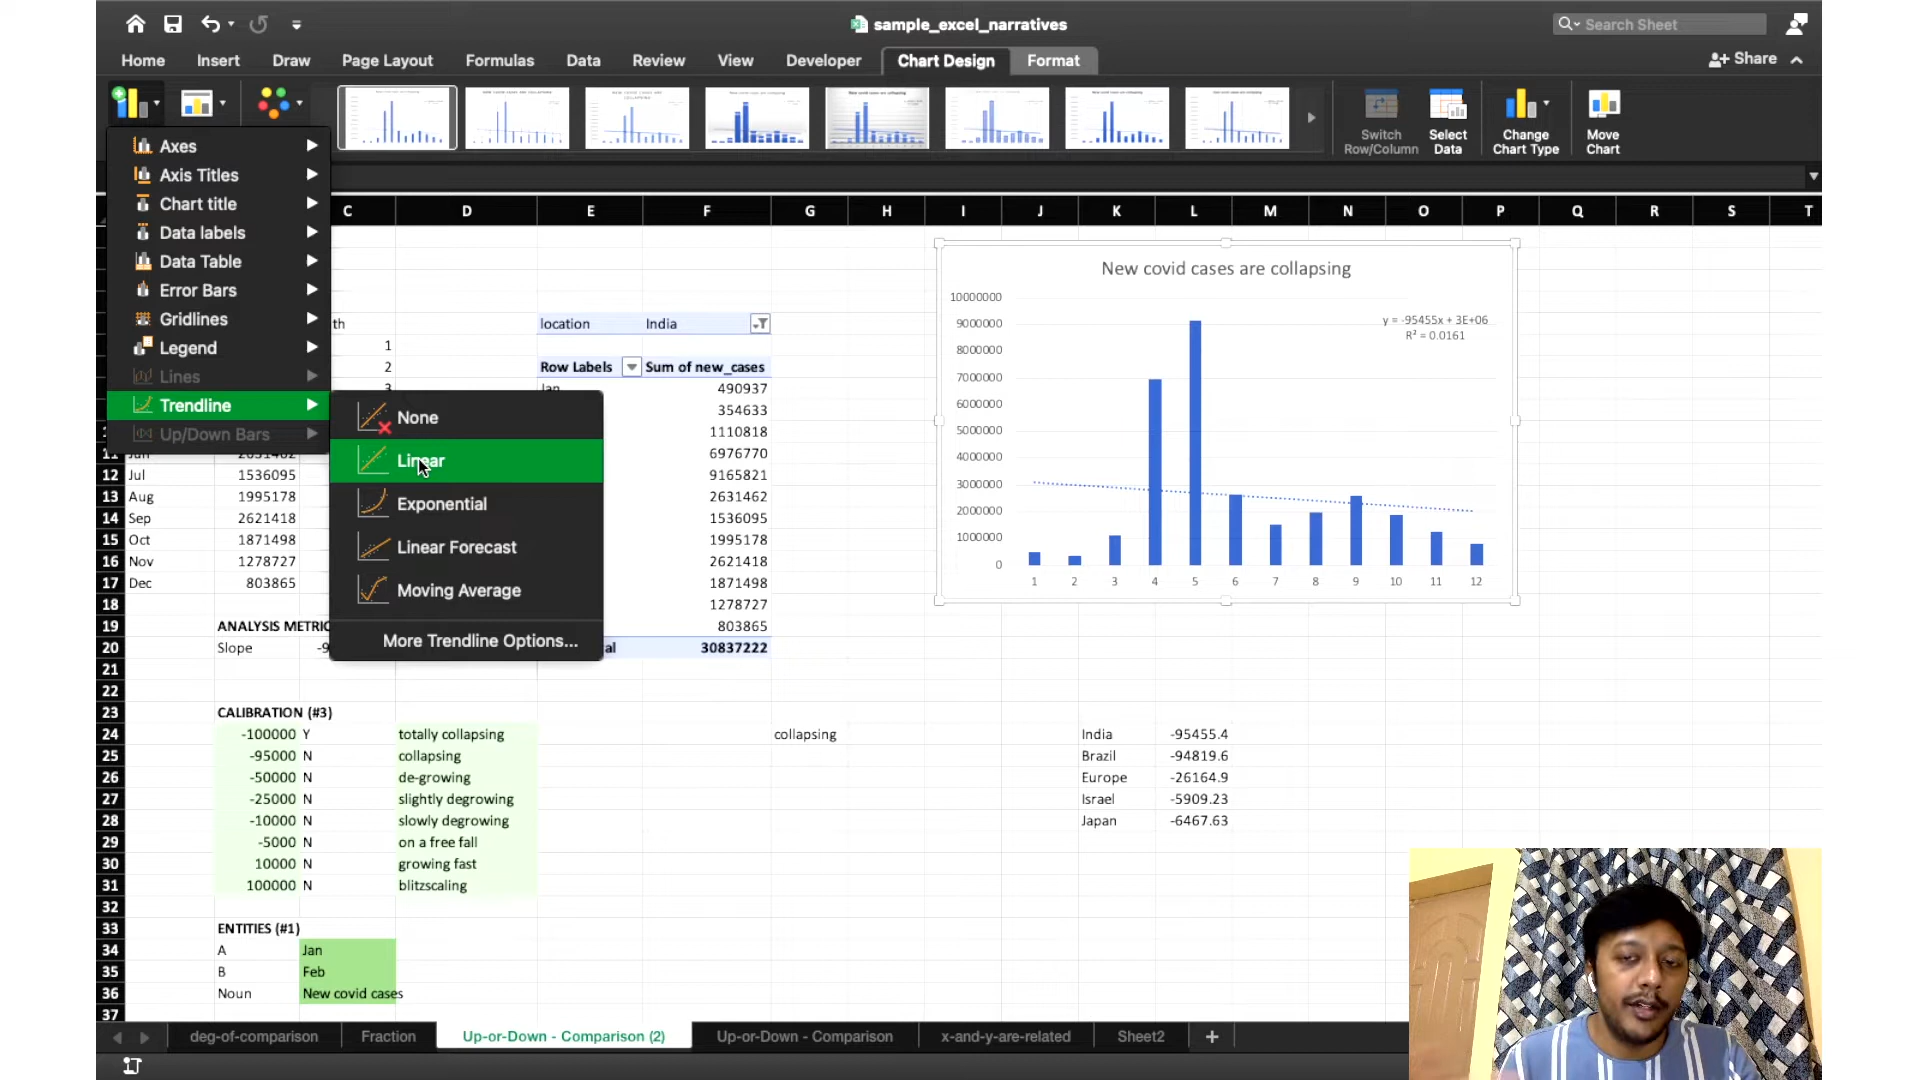 sample_excel_narratives
Search Sheet
Home Insert Draw Page Layout Formulas Data Review View Developer Chart Design Format
Share
Switch Row/Column
Select Data
Change Chart Type
Move Chart
Axes
Axis Titles
Chart title
Data labels
Data Table
Error Bars
Gridlines
Legend
Lines
Trendline
Up/Down Bars
None
Linear
Exponential
Linear Forecast
Moving Average
More Trendline Options...
C D E F G H I J K L M N O P Q R S T
th
1
2
3
location India
Row Labels Sum of new_cases
Jan 490937
354633
1110818
6976770
9165821
2631462
1536095
1995178
2621418
1871498
1278727
803865
al 30837222
11 Jun 2631462
12 Jul 1536095
13 Aug 1995178
14 Sep 2621418
15 Oct 1871498
16 Nov 1278727
17 Dec 803865
18
19 ANALYSIS METRIC
20 Slope -9
21
22
23 CALIBRATION (#3)
24 -100000 Y totally collapsing collapsing India -95455.4
25 -95000 N collapsing Brazil -94819.6
26 -50000 N de-growing Europe -26164.9
27 -25000 N slightly degrowing Israel -5909.23
28 -10000 N slowly degrowing Japan -6467.63
29 -5000 N on a free fall
30 10000 N growing fast
31 100000 N blitzscaling
32
33 ENTITIES (#1)
34 A Jan
35 B Feb
36 Noun New covid cases
37
New covid cases are collapsing
10000000
9000000
8000000
7000000
6000000
5000000
4000000
3000000
2000000
1000000
0
y = -95455x + 3E+06
R² = 0.0161
1 2 3 4 5 6 7 8 9 10 11 12
deg-of-comparison Fraction Up-or-Down - Comparison (2) Up-or-Down - Comparison x-and-y-are-related Sheet2 +